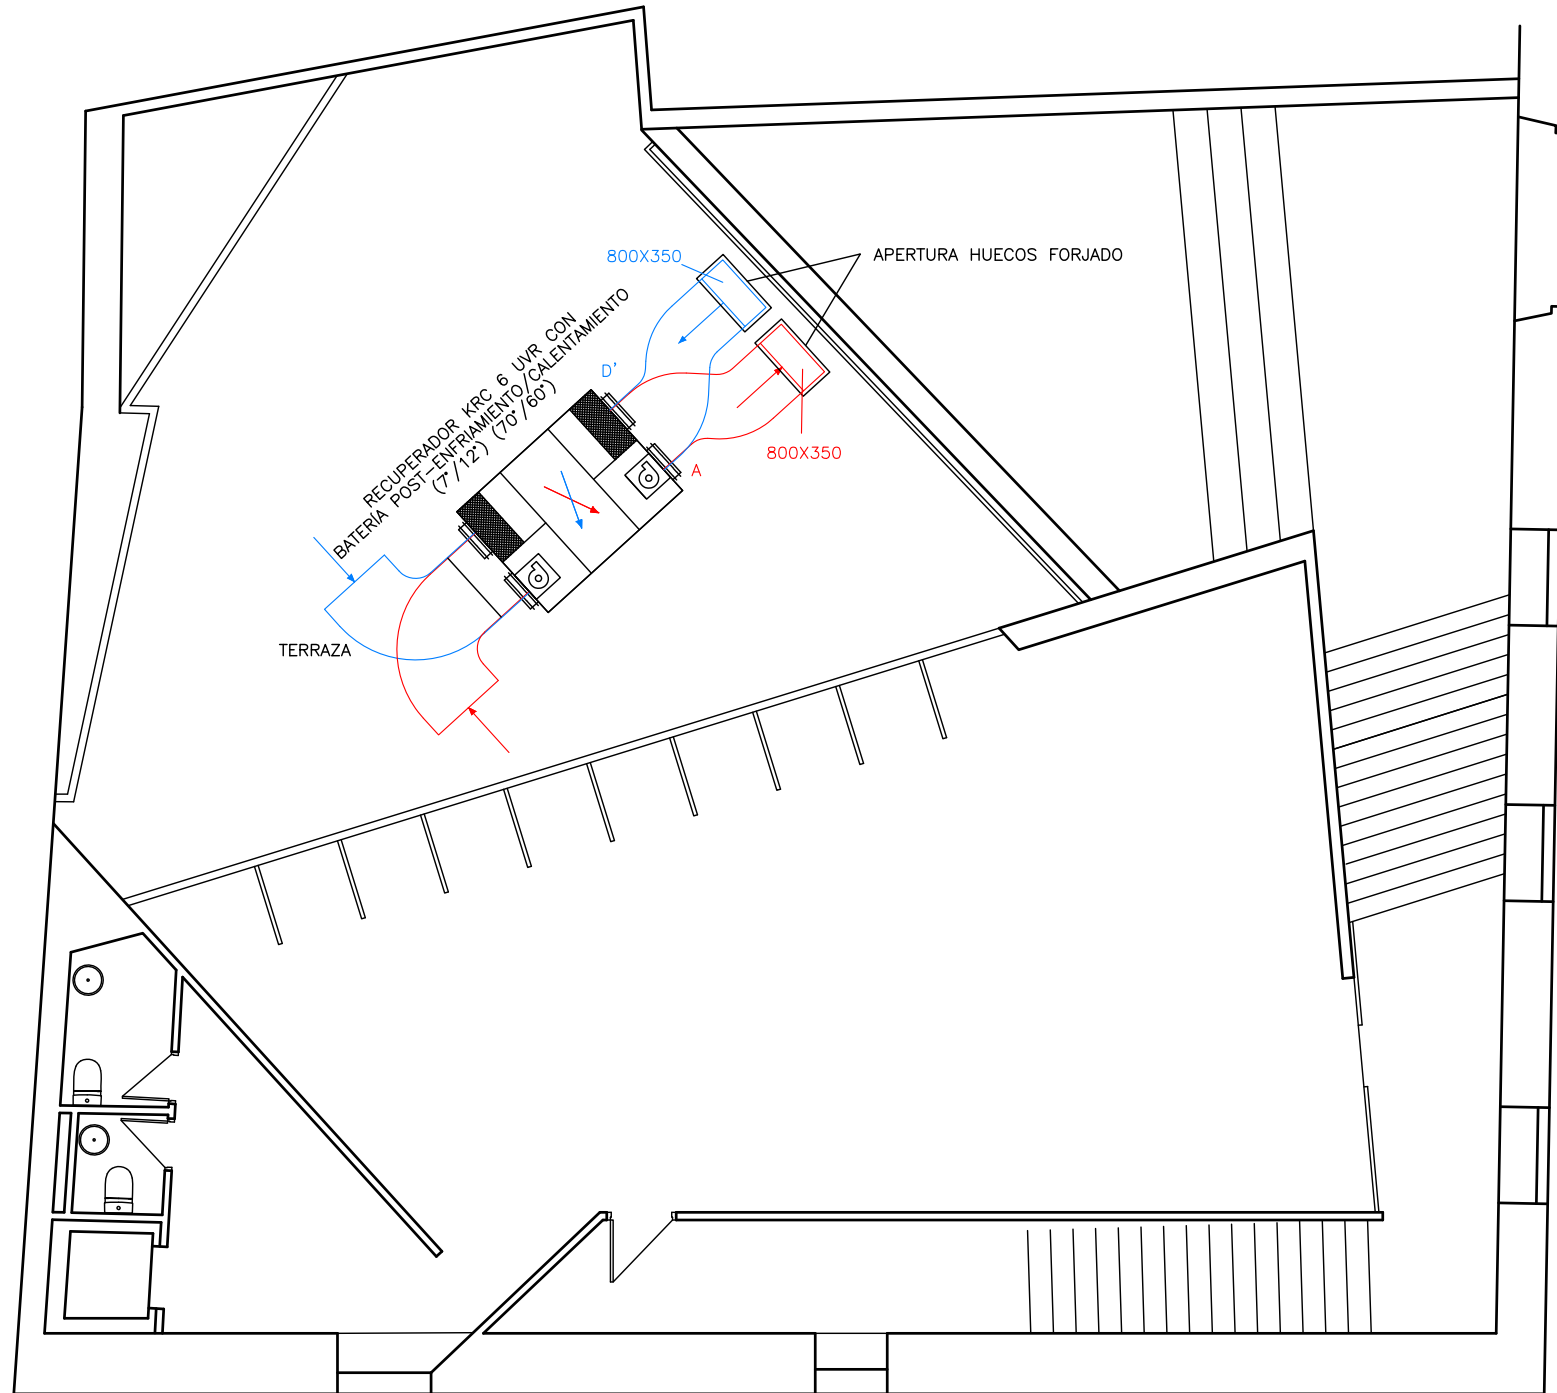 800X350
APERTURA HUECOS FORJADO
RECUPERADOR KRC 6 UVR CON
BATERÍA POST-ENFRIAMIENTO/CALENTAMIENTO
(7°/12°) (70°/60°)
D'
800X350
A
TERRAZA